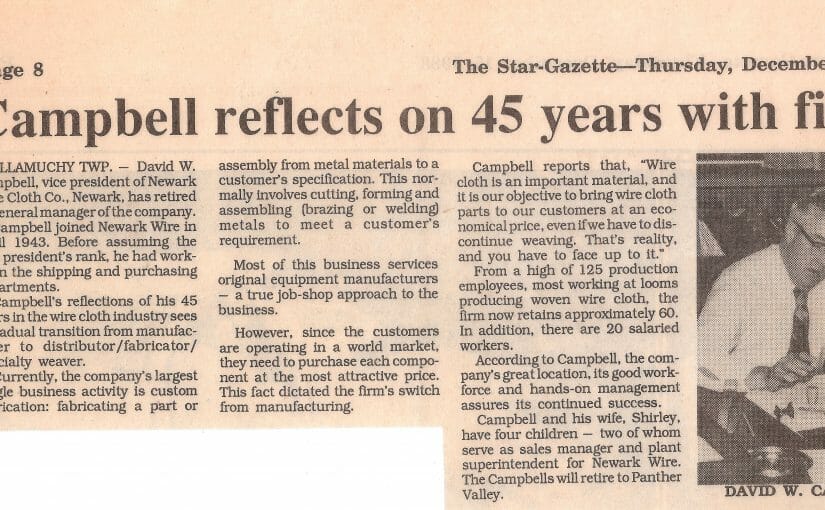 ge 8
The Star-Gazette—Thursday, Decembe
Campbell reflects on 45 years with fi
LLAMUCHY TWP. — David W.
mpbell, vice president of Newark
e Cloth Co., Newark, has retired
eneral manager of the company.
ampbell joined Newark Wire in
il 1943. Before assuming the
president's rank, he had work-
n the shipping and purchasing
artments.
ampbell's reflections of his 45
rs in the wire cloth industry sees
adual transition from manufac-
er to distributor/fabricator/
cialty weaver.
Currently, the company's largest
gle business activity is custom
rication: fabricating a part or
assembly from metal materials to a
customer's specification. This nor-
mally involves cutting, forming and
assembling (brazing or welding)
metals to meet a customer's
requirement.
Most of this business services
original equipment manufacturers
— a true job-shop approach to the
business.
However, since the customers
are operating in a world market,
they need to purchase each compo-
nent at the most attractive price.
This fact dictated the firm's switch
from manufacturing.
Campbell reports that, "Wire
cloth is an important material, and
it is our objective to bring wire cloth
parts to our customers at an eco-
nomical price, even if we have to dis-
continue weaving. That's reality,
and you have to face up to it."
From a high of 125 production
employees, most working at looms
producing woven wire cloth, the
firm now retains approximately 60.
In addition, there are 20 salaried
workers.
According to Campbell, the com-
pany's great location, its good work-
force and hands-on management
assures its continued success.
Campbell and his wife, Shirley,
have four children — two of whom
serve as sales manager and plant
superintendent for Newark Wire.
The Campbells will retire to Panther
Valley.
DAVID W. CA